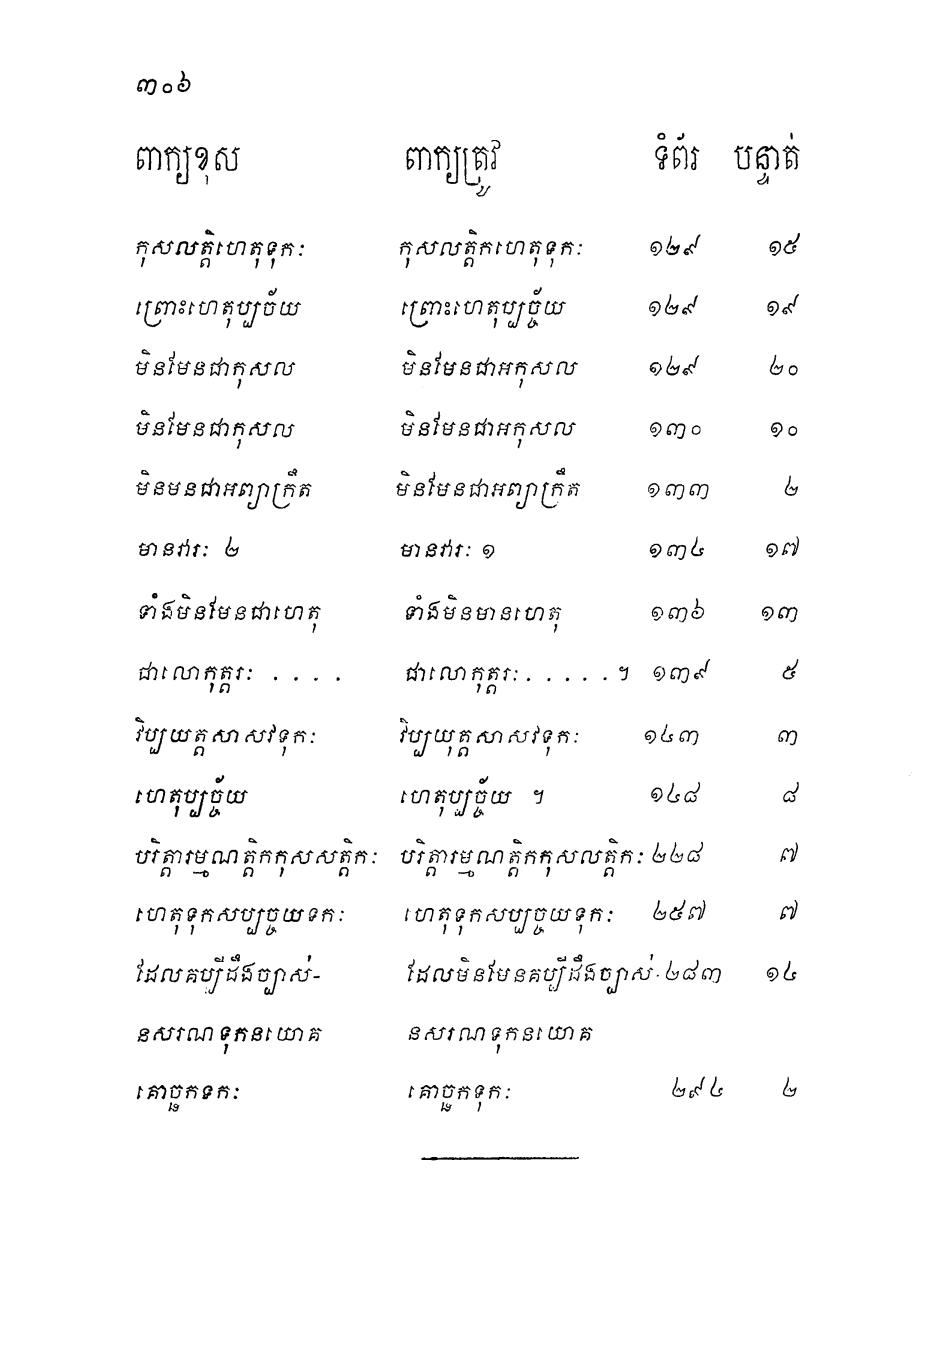 ៣០៦
ពាក្យខុស ពាក្យត្រូវ ទំព័រ បន្ទាត់
កុសលត្តិហេតុទុកៈ កុសលត្តិកហេតុទុកៈ ១២៩ ១៥
ព្រោះហេតុប្បច័យ ព្រោះហេតុប្បច្ច័យ ១២៩ ១៩
មិនមែនជាកុសល មិនមែនជាអកុសល ១២៩ ២០
មិនមែនជាកុសល មិនមែនជាអកុសល ១៣០ ១០
មិនមនជាអព្យាក្រឹត មិនមែនជាអព្យាក្រឹត ១៣៣ ២
មានវារៈ ២ មានវារៈ ១ ១៣៤ ១៧
ទាំងមិនមែនជាហេតុ ទាំងមិនមានហេតុ ១៣៦ ១៣
ជាលោកុត្តរៈ . . . . ជាលោកុត្តរៈ . . . . . ។ ១៣៩ ៥
វិប្បយត្តសាសវទុកៈ វិប្បយុត្តសាសវទុកៈ ១៤៣ ៣
ហេតុប្បច្ច័យ ហេតុប្បច្ច័យ ។ ១៤៨ ៨
បរិត្តារម្មណត្តិកកុសសត្តិកៈ បរិត្តារម្មណត្តិកកុសលត្តិកៈ ២២៨ ៧
ហេតុទុកសប្បច្ចយទកៈ ហេតុទុកសប្បច្ចយទុកៈ ២៥៧ ៧
ដែលគប្បីដឹងច្បាស់- ដែលមិនមែនគប្បីដឹងច្បាស់- ២៨៣ ១៤
នសរណទុកនយោគ នសរណទុកនយោគ
គោច្ឆកទកៈ គោច្ឆកទុកៈ ២៩៤ ២